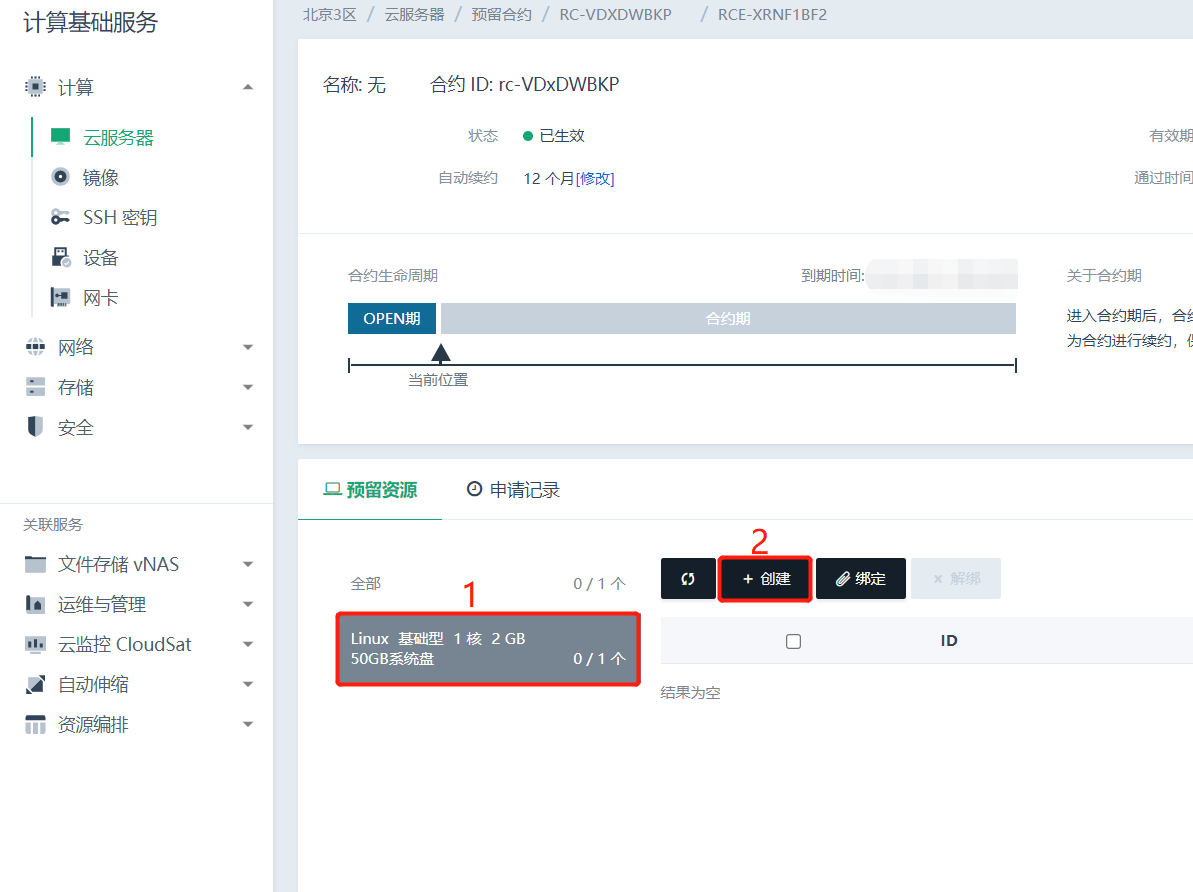 计算基础服务
计算
云服务器
镜像
SSH 密钥
设备
网卡
网络
存储
安全
关联服务
文件存储 vNAS
运维与管理
云监控 CloudSat
自动伸缩
资源编排
北京3区 / 云服务器 / 预留合约 / RC-VDXDWBKP / RCE-XRNF1BF2
名称: 无 合约 ID: rc-VDxDWBKP
状态 已生效 有效期
自动续约 12 个月[修改] 通过时间
合约生命周期 到期时间: 关于合约期
OPEN期 合约期
进入合约期后，合约
当前位置
为合约进行续约，保
预留资源 申请记录
2
创建 绑定 解绑
全部 0 / 1 个
1
Linux 基础型 1 核 2 GB
50GB系统盘 0 / 1 个
ID
结果为空